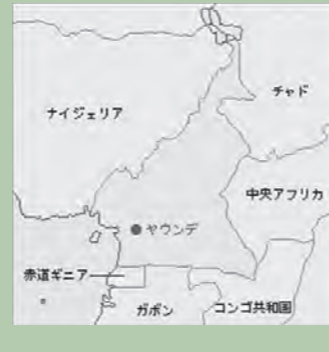 チャド
ナイジェリア
中央アフリカ
ヤウンデ
赤道ギニア
ガボン
コンゴ共和国